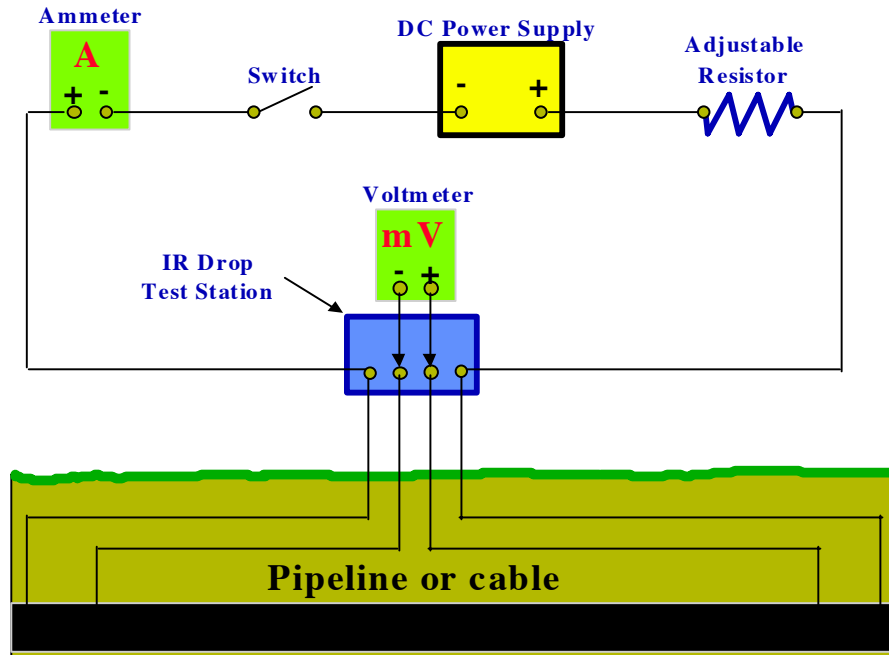 Ammeter
DC Power Supply
Adjustable
Resistor
A
+ -
Switch
- +
Voltmeter
mV
- +
IR Drop
Test Station
Pipeline or cable